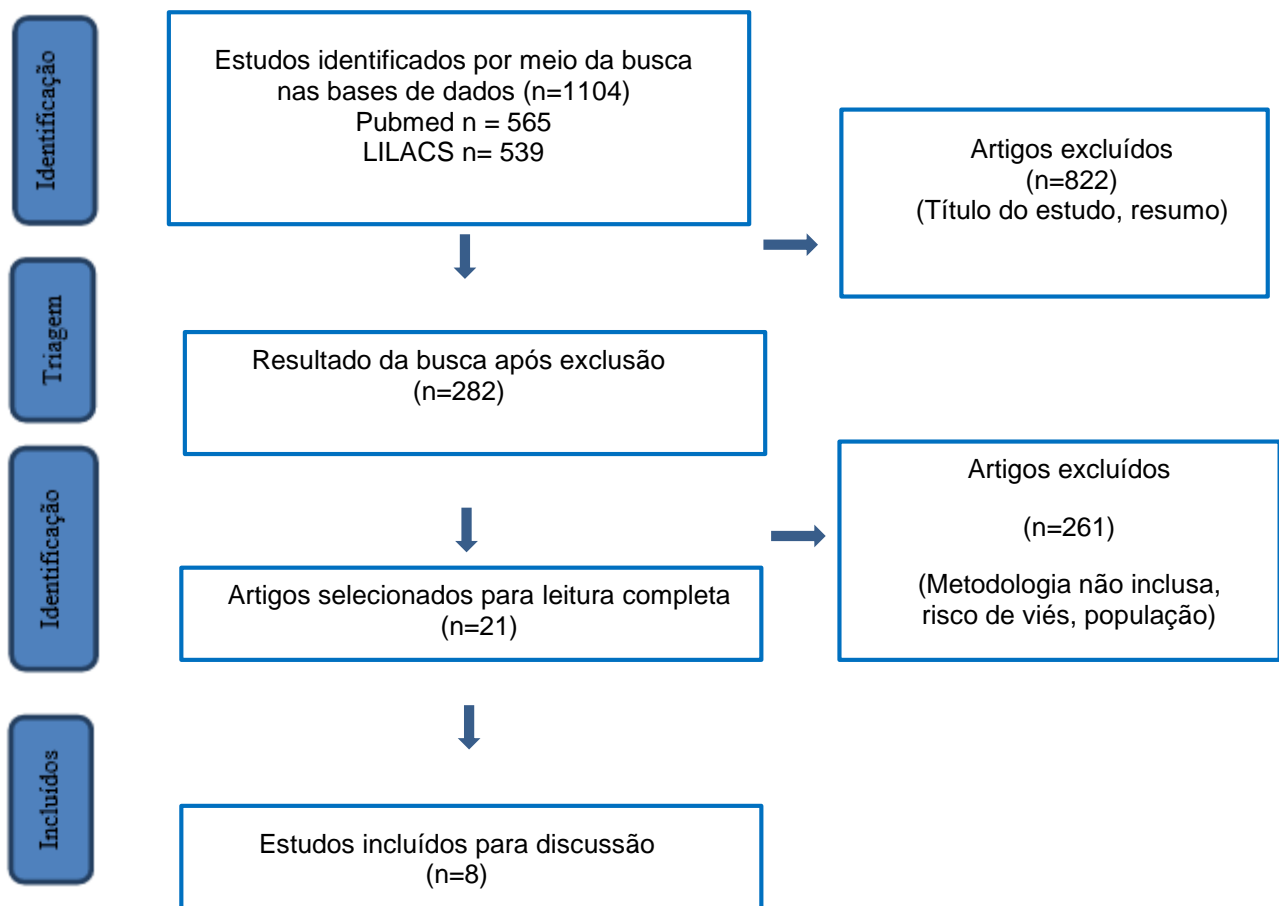 Identificação
Estudos identificados por meio da busca
nas bases de dados (n=1104)
Pubmed n = 565
LILACS n= 539
Artigos excluídos
(n=822)
(Título do estudo, resumo)
Triagem
Resultado da busca após exclusão
(n=282)
Identificação
Artigos selecionados para leitura completa
(n=21)
Artigos excluídos
(n=261)
(Metodologia não inclusa,
risco de viés, população)
Incluídos
Estudos incluídos para discussão
(n=8)